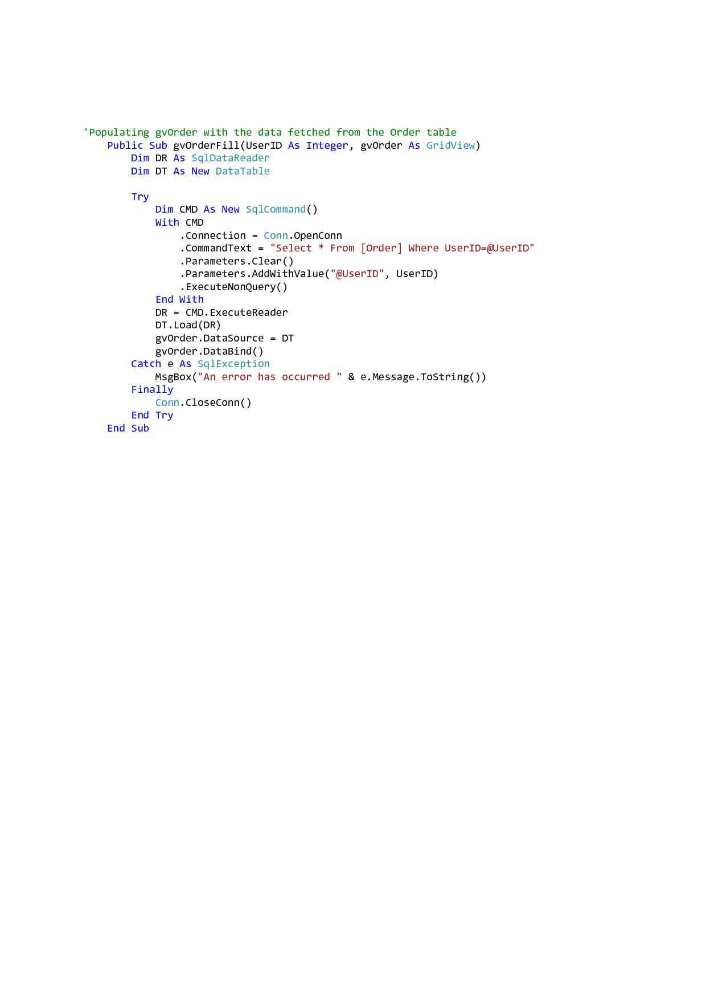 'Populating gvOrder with the data fetched from the Order table
    Public Sub gvOrderFill(UserID As Integer, gvOrder As GridView)
        Dim DR As SqlDataReader
        Dim DT As New DataTable

        Try
            Dim CMD As New SqlCommand()
            With CMD
                .Connection = Conn.OpenConn
                .CommandText = "Select * From [Order] Where UserID=@UserID"
                .Parameters.Clear()
                .Parameters.AddWithValue("@UserID", UserID)
                .ExecuteNonQuery()
            End With
            DR = CMD.ExecuteReader
            DT.Load(DR)
            gvOrder.DataSource = DT
            gvOrder.DataBind()
        Catch e As SqlException
            MsgBox("An error has occurred " & e.Message.ToString())
        Finally
            Conn.CloseConn()
        End Try
    End Sub